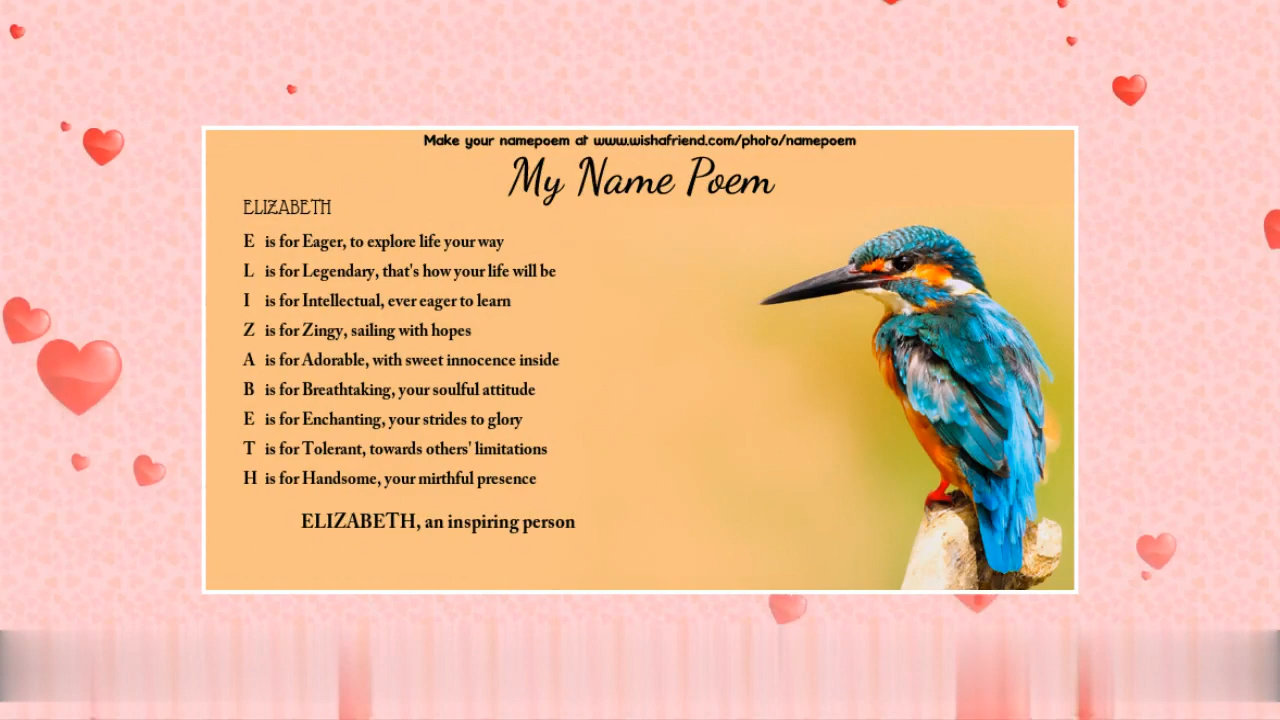 Make your namepoem at www.wishafriend.com/photo/namepoem
My Name Poem
ELIZABETH
E is for Eager, to explore life your way
L is for Legendary, that's how your life will be
I is for Intellectual, ever eager to learn
Z is for Zingy, sailing with hopes
A is for Adorable, with sweet innocence inside
B is for Breathtaking, your soulful attitude
E is for Enchanting, your strides to glory
T is for Tolerant, towards others' limitations
H is for Handsome, your mirthful presence
ELIZABETH, an inspiring person